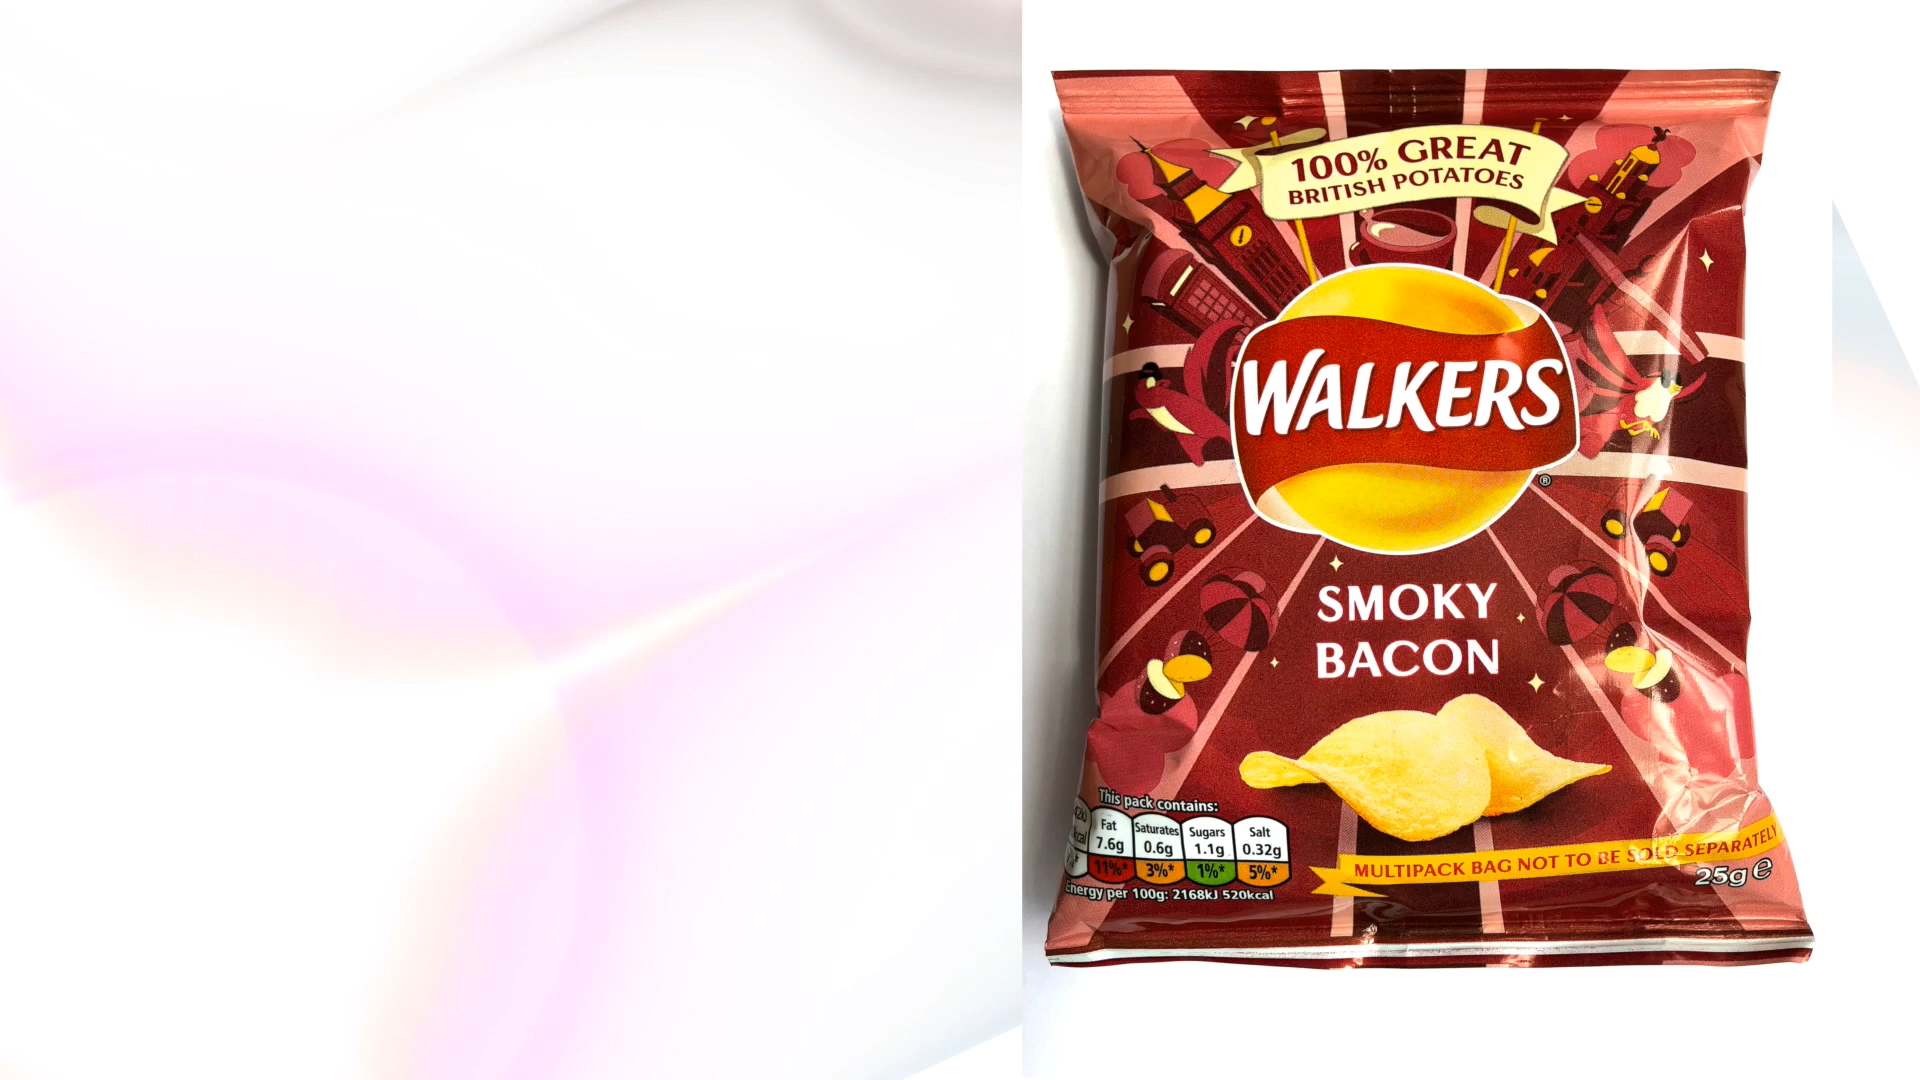 100% GREAT
BRITISH POTATOES
WALKERS
®
SMOKY
BACON
This pack contains:
Fat Saturates Sugars Salt
7.6g 0.6g 1.1g 0.32g
11%* 3%* 1%* 5%*
Energy per 100g: 2168kJ 520kcal
MULTIPACK BAG NOT TO BE SOLD SEPARATELY
25g e